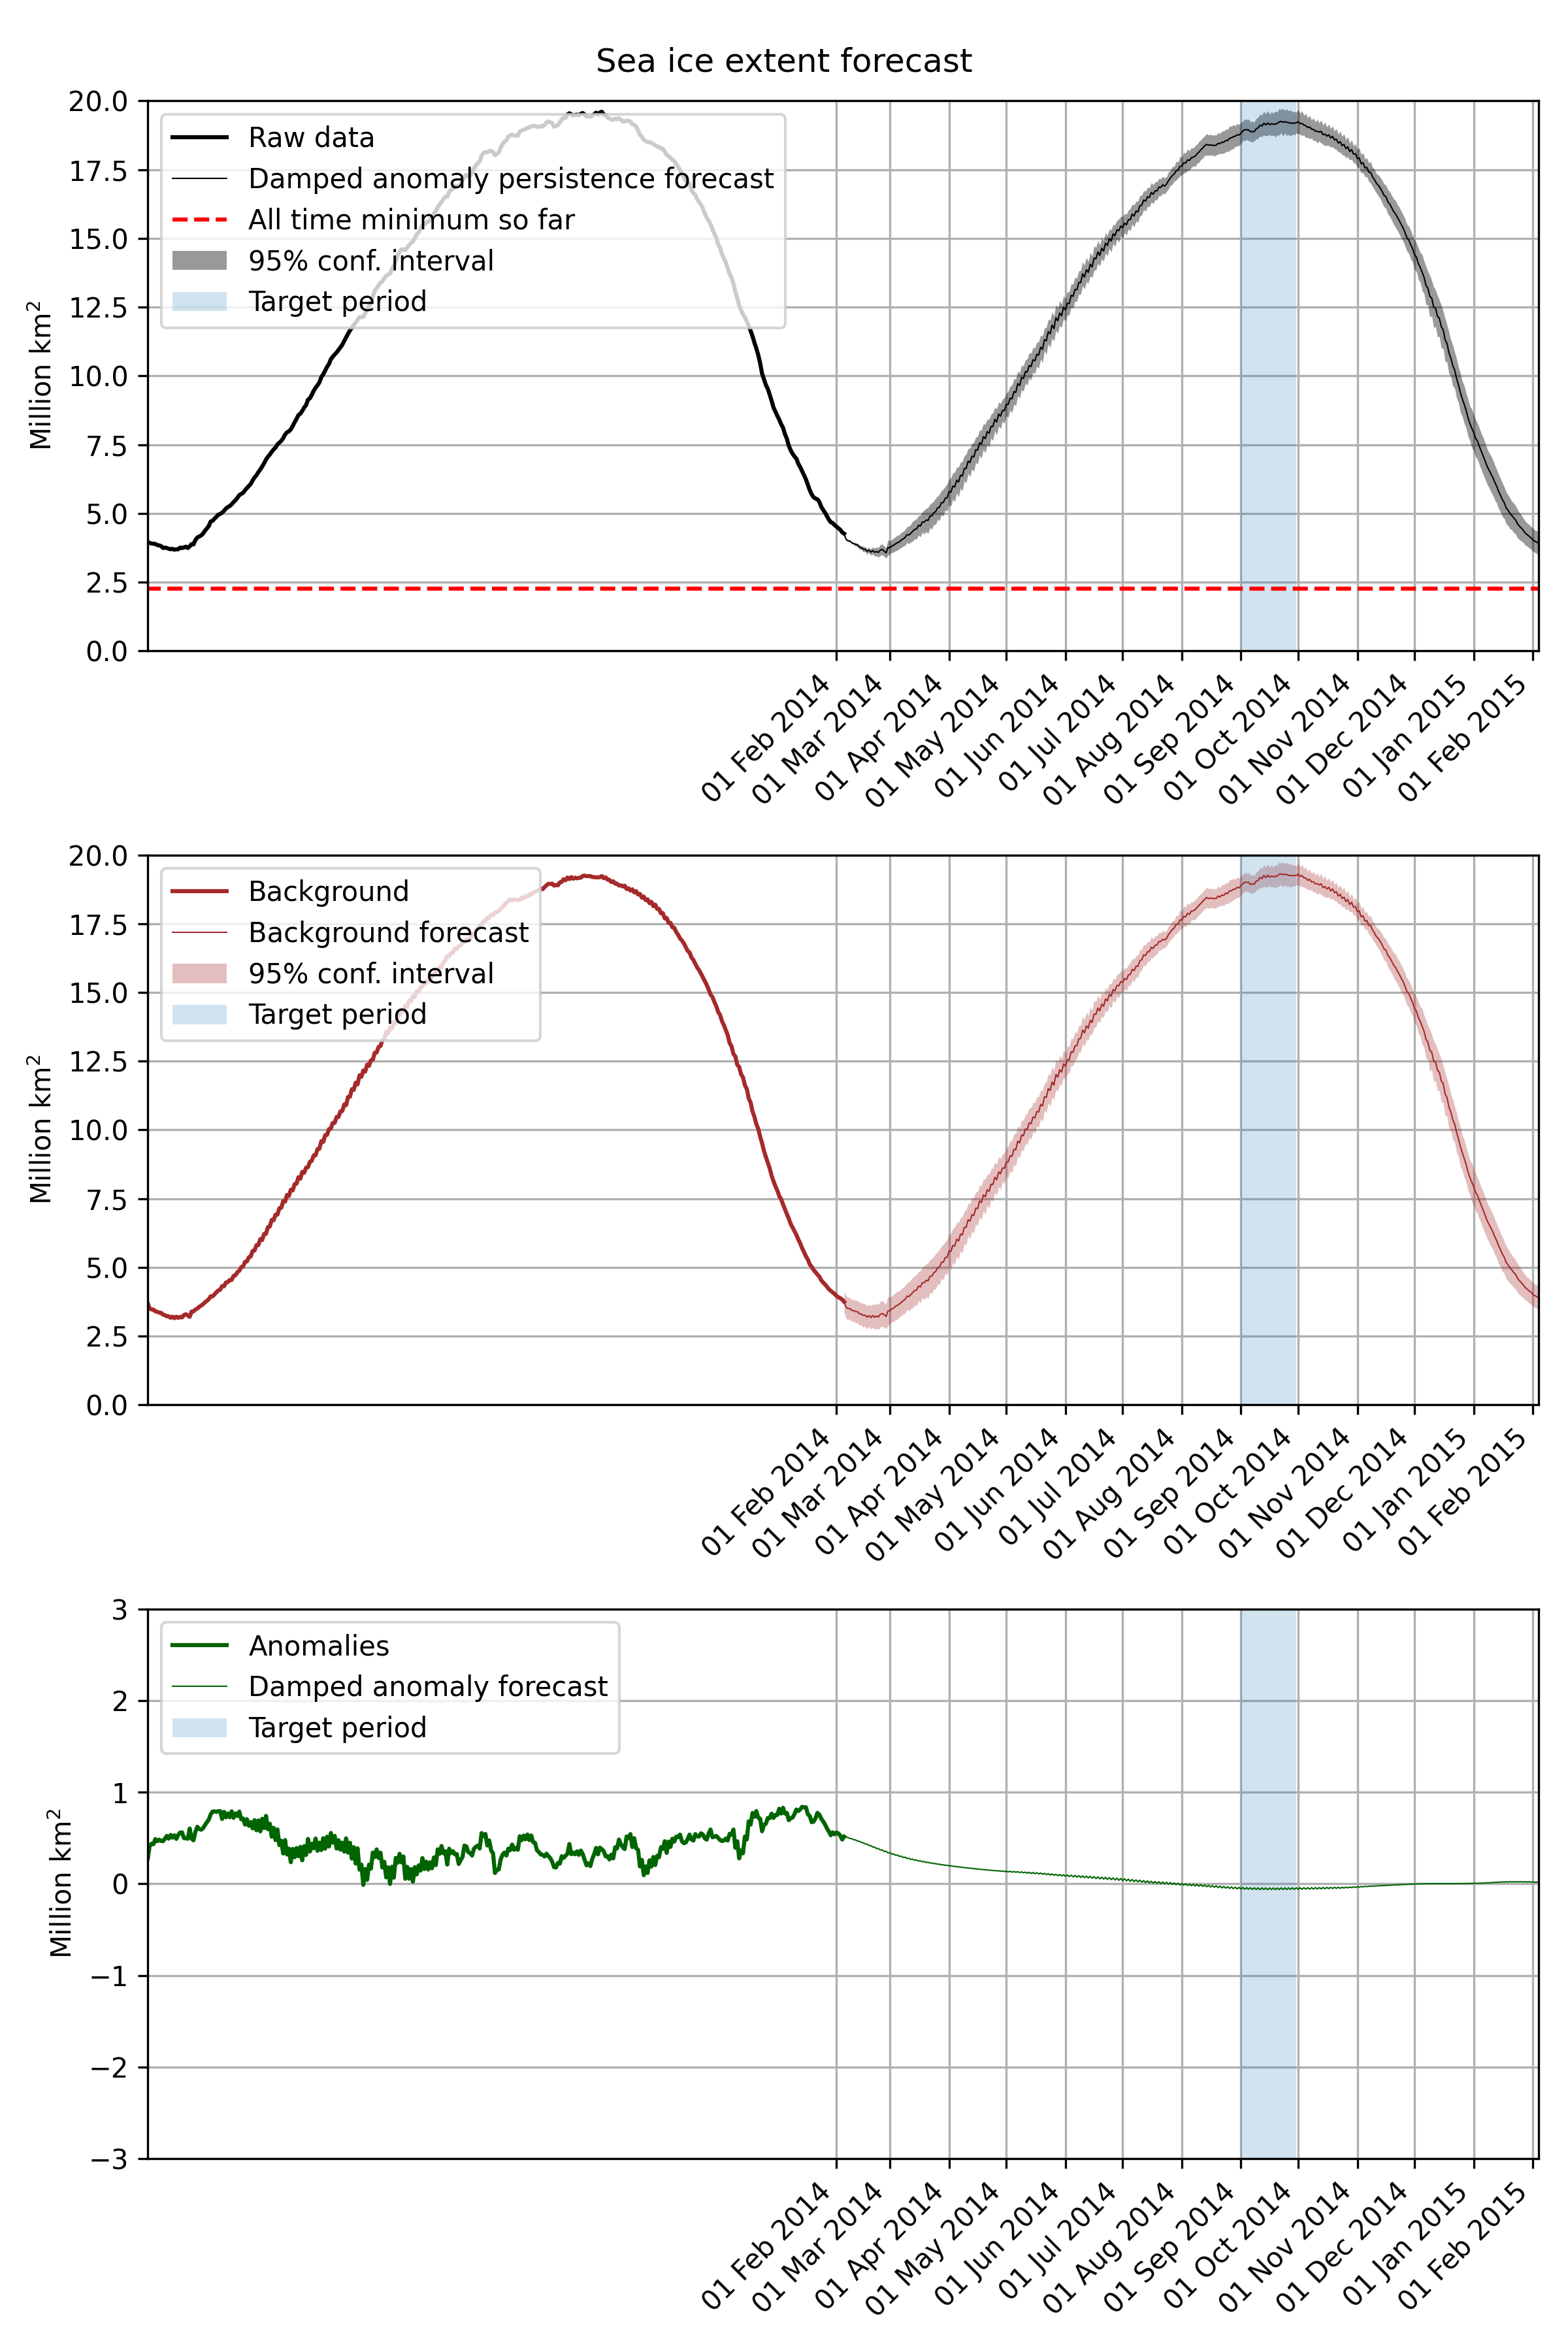 Sea ice extent forecast
20.0
17.5
15.0
12.5
10.0
7.5
5.0
2.5
0.0
Million km²
Raw data
Damped anomaly persistence forecast
All time minimum so far
95% conf. interval
Target period
01 Feb 2014
01 Mar 2014
01 Apr 2014
01 May 2014
01 Jun 2014
01 Jul 2014
01 Aug 2014
01 Sep 2014
01 Oct 2014
01 Nov 2014
01 Dec 2014
01 Jan 2015
01 Feb 2015
20.0
17.5
15.0
12.5
10.0
7.5
5.0
2.5
0.0
Million km²
Background
Background forecast
95% conf. interval
Target period
01 Feb 2014
01 Mar 2014
01 Apr 2014
01 May 2014
01 Jun 2014
01 Jul 2014
01 Aug 2014
01 Sep 2014
01 Oct 2014
01 Nov 2014
01 Dec 2014
01 Jan 2015
01 Feb 2015
3
2
1
0
−1
−2
−3
Million km²
Anomalies
Damped anomaly forecast
Target period
01 Feb 2014
01 Mar 2014
01 Apr 2014
01 May 2014
01 Jun 2014
01 Jul 2014
01 Aug 2014
01 Sep 2014
01 Oct 2014
01 Nov 2014
01 Dec 2014
01 Jan 2015
01 Feb 2015